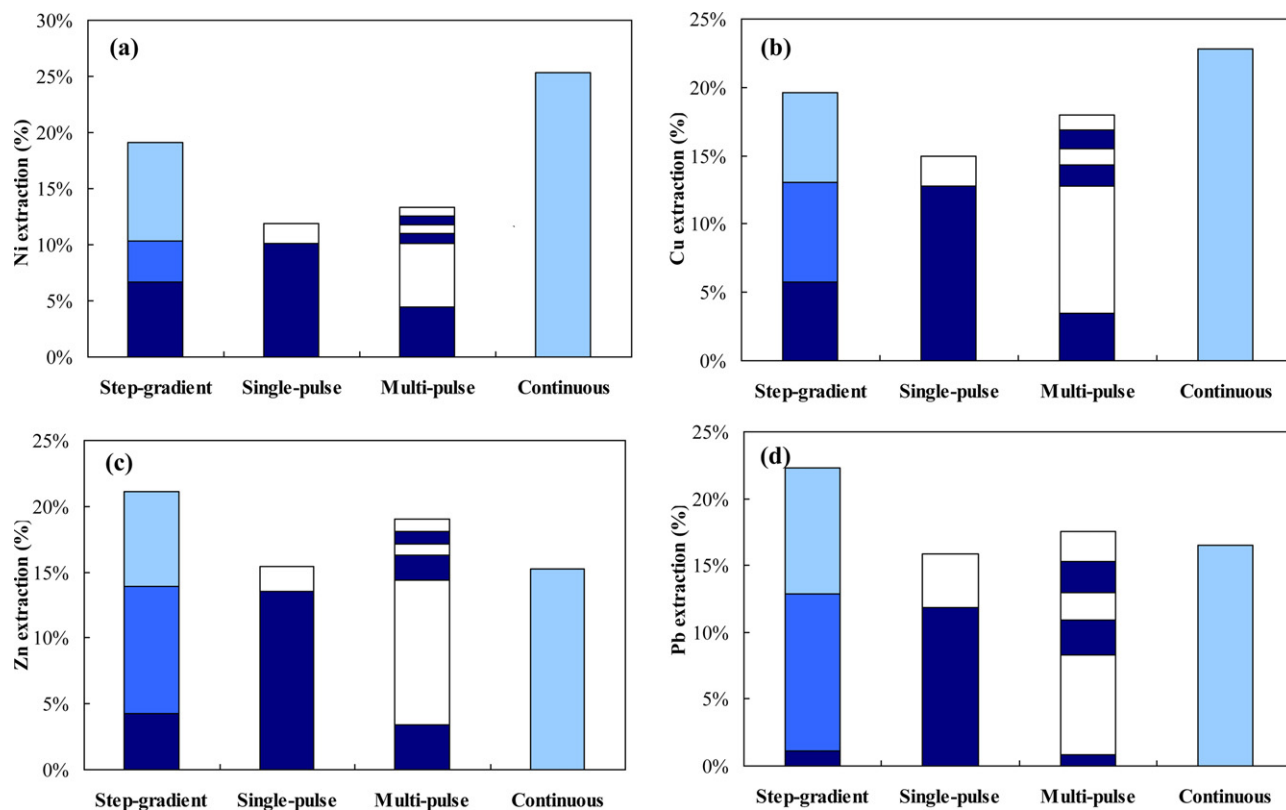 (a)
Ni extraction (%)
30%
25%
20%
15%
10%
5%
0%
Step-gradient Single-pulse Multi-pulse Continuous
(b)
Cu extraction (%)
25%
20%
15%
10%
5%
0%
Step-gradient Single-pulse Multi-pulse Continuous
(c)
Zn extraction (%)
25%
20%
15%
10%
5%
0%
Step-gradient Single-pulse Multi-pulse Continuous
(d)
Pb extraction (%)
25%
20%
15%
10%
5%
0%
Step-gradient Single-pulse Multi-pulse Continuous